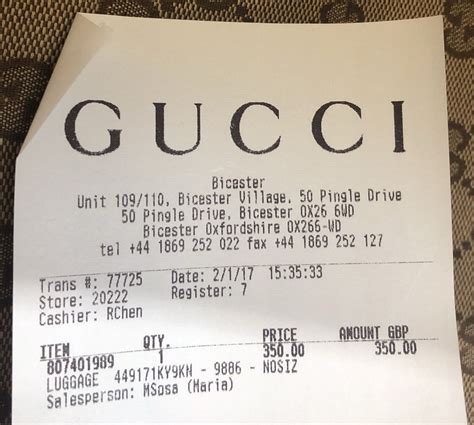 GUCCI
Bicester
Unit 109/110, Bicester Village, 50 Pingle Drive
50 Pingle Drive, Bicester OX26 6WD
Bicester Oxfordshire OX266-WD
tel +44 1869 252 022 fax +44 1869 252 127
Trans #: 77725 Date: 2/1/17 15:35:33
Store: 20222 Register: 7
Cashier: RChen
ITEM QTY. PRICE AMOUNT GBP
807401989 1 350.00 350.00
LUGGAGE 449171KY9KN - 9886 - NOSIZ
Salesperson: MSosa (Maria)